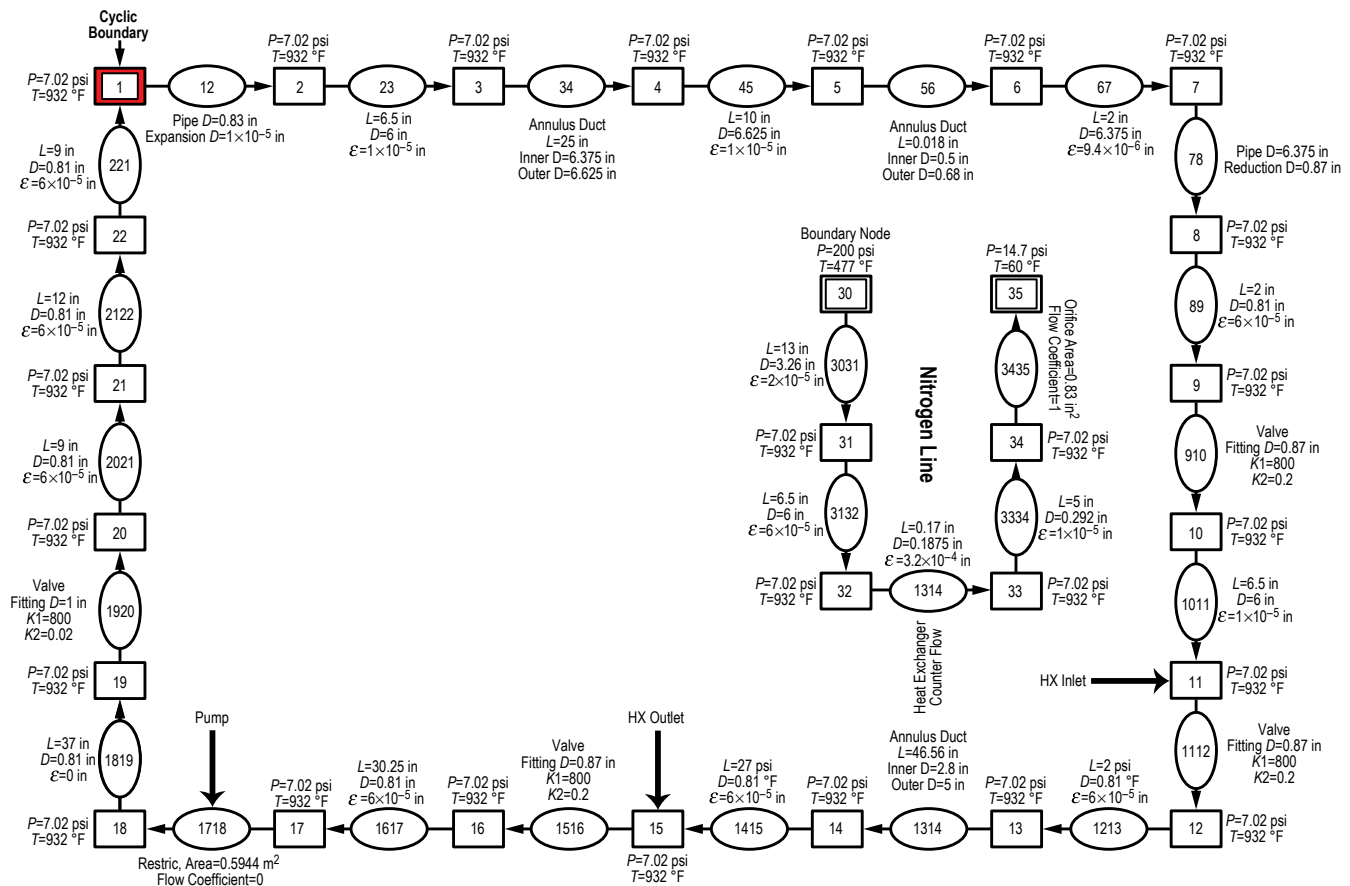 Cyclic
Boundary
P=7.02 psi
T=932 °F
1
12
Pipe D=0.83 in
Expansion D=1×10⁻⁵ in
P=7.02 psi
T=932 °F
2
23
L=6.5 in
D=6 in
ℰ=1×10⁻⁵ in
P=7.02 psi
T=932 °F
3
34
Annulus Duct
L=25 in
Inner D=6.375 in
Outer D=6.625 in
P=7.02 psi
T=932 °F
4
45
L=10 in
D=6.625 in
ℰ=1×10⁻⁵ in
P=7.02 psi
T=932 °F
5
56
Annulus Duct
L=0.018 in
Inner D=0.5 in
Outer D=0.68 in
P=7.02 psi
T=932 °F
6
67
L=2 in
D=6.375 in
ℰ=9.4×10⁻⁶ in
P=7.02 psi
T=932 °F
7
78
Pipe D=6.375 in
Reduction D=0.87 in
8
P=7.02 psi
T=932 °F
89
L=2 in
D=0.81 in
ℰ=6×10⁻⁵ in
9
P=7.02 psi
T=932 °F
910
Valve
Fitting D=0.87 in
K1=800
K2=0.2
10
P=7.02 psi
T=932 °F
1011
L=6.5 in
D=6 in
ℰ=1×10⁻⁵ in
HX Inlet
11
P=7.02 psi
T=932 °F
1112
Valve
Fitting D=0.87 in
K1=800
K2=0.2
12
P=7.02 psi
T=932 °F
L=2 psi
D=0.81 °F
ℰ=6×10⁻⁵ in
1213
P=7.02 psi
T=932 °F
13
Annulus Duct
L=46.56 in
Inner D=2.8 in
Outer D=5 in
1314
P=7.02 psi
T=932 °F
14
L=27 psi
D=0.81 °F
ℰ=6×10⁻⁵ in
1415
HX Outlet
15
P=7.02 psi
T=932 °F
Valve
Fitting D=0.87 in
K1=800
K2=0.2
1516
P=7.02 psi
T=932 °F
16
L=30.25 in
D=0.81 in
ℰ=6×10⁻⁵ in
1617
P=7.02 psi
T=932 °F
17
Pump
1718
Restric, Area=0.5944 m²
Flow Coefficient=0
P=7.02 psi
T=932 °F
18
L=37 in
D=0.81 in
ℰ=0 in
1819
P=7.02 psi
T=932 °F
19
Valve
Fitting D=1 in
K1=800
K2=0.02
1920
P=7.02 psi
T=932 °F
20
L=9 in
D=0.81 in
ℰ=6×10⁻⁵ in
2021
P=7.02 psi
T=932 °F
21
L=12 in
D=0.81 in
ℰ=6×10⁻⁵ in
2122
P=7.02 psi
T=932 °F
22
L=9 in
D=0.81 in
ℰ=6×10⁻⁵ in
221
Boundary Node
P=200 psi
T=477 °F
30
L=13 in
D=3.26 in
ℰ=2×10⁻⁵ in
3031
P=7.02 psi
T=932 °F
31
L=6.5 in
D=6 in
ℰ=6×10⁻⁵ in
3132
P=7.02 psi
T=932 °F
32
L=0.17 in
D=0.1875 in
ℰ=3.2×10⁻⁴ in
1314
Heat Exchanger
Counter Flow
33
P=7.02 psi
T=932 °F
3334
L=5 in
D=0.292 in
ℰ=1×10⁻⁵ in
34
P=7.02 psi
T=932 °F
3435
Orifice Area=0.83 in²
Flow Coefficient=1
P=14.7 psi
T=60 °F
35
Nitrogen Line